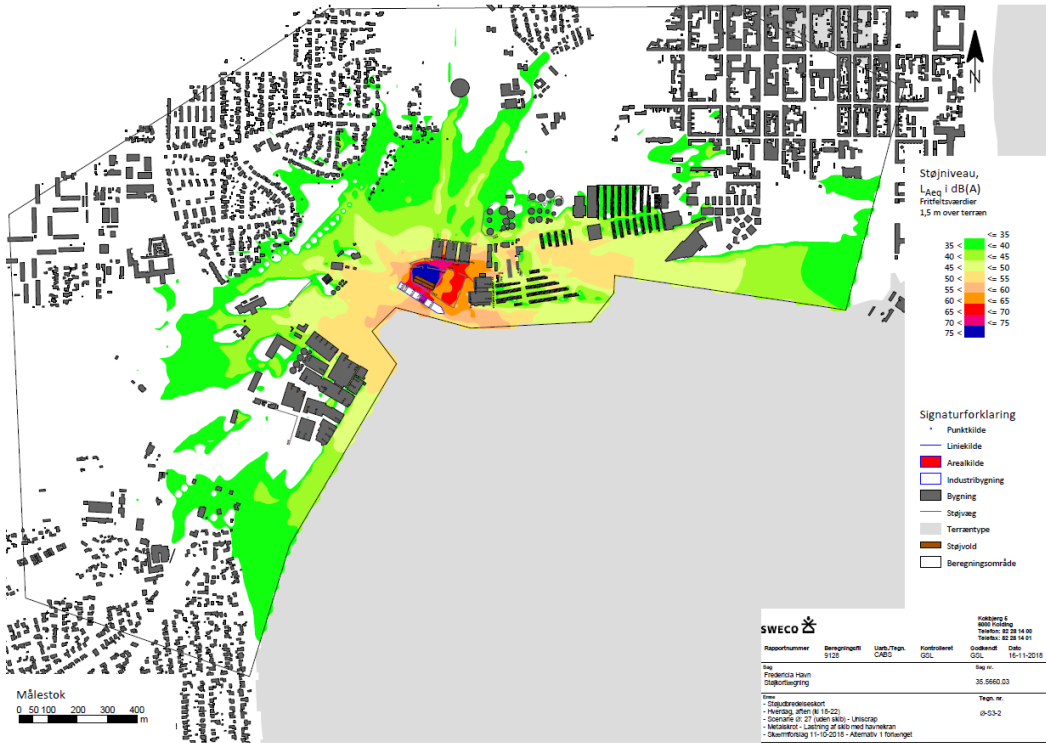 N
Støjniveau,
LAeq i dB(A)
Fritfeltsværdier
1,5 m over terræn
<= 35
35 < <= 40
40 < <= 45
45 < <= 50
50 < <= 55
55 < <= 60
60 < <= 65
65 < <= 70
70 < <= 75
75 <
Signaturforklaring
Punktkilde
Liniekilde
Arealkilde
Industribygning
Bygning
Støjvæg
Terræntype
Støjvold
Beregningsområde
Målestok
0 50 100 200 300 400
m
SWECO
Kokbjerg 5
6000 Kolding
Telefon: 82 28 14 00
Telefax: 82 28 14 01
Rapportnummer Beregningsfil Uarb./Tegn. Kontrolleret Godkendt Dato
9128 CABS GSL GSL 16-11-2018
Sag Sag nr.
Fredericia Havn
Støjkortlægning 35.5660.03
Emne Tegn. nr.
- Støjudbredelseskort
- Hverdag, aften (kl 18-22)
- Scenarie Ø: 27 (uden skib) - Uniscrap
- Metalskrot - Lastning af skib med havnekran
- Skærmforslag 11-10-2018 - Alternativ 1 forlænget
Ø-S3-2